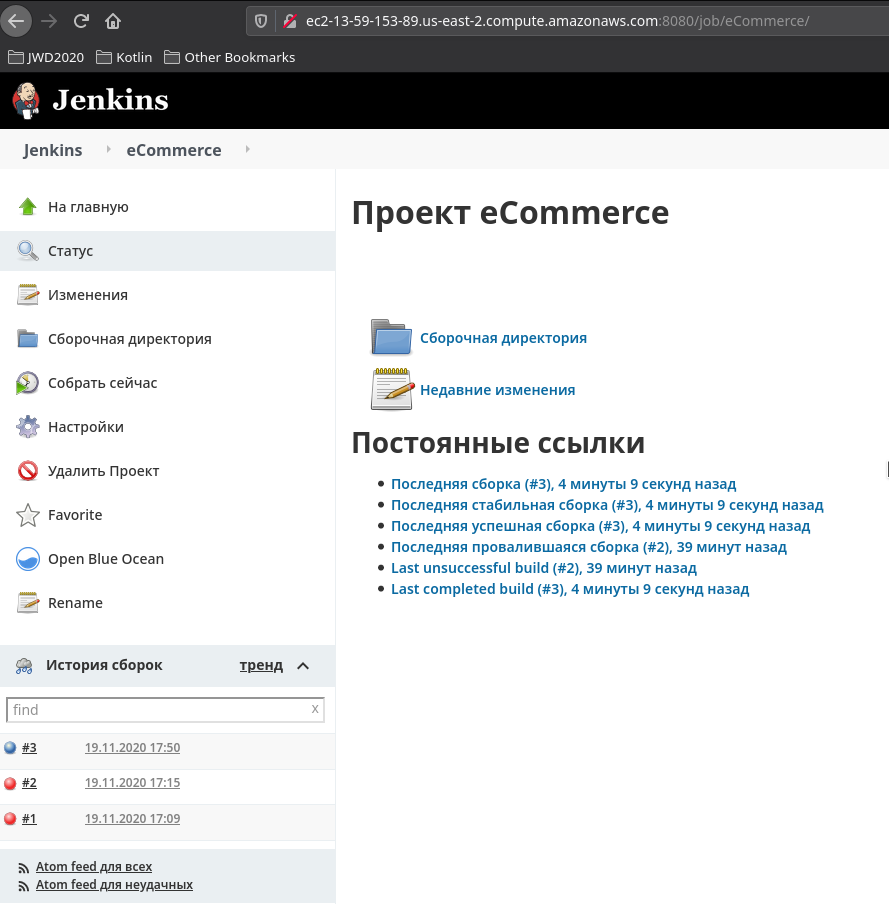 ec2-13-59-153-89.us-east-2.compute.amazonaws.com:8080/job/eCommerce/
JWD2020 Kotlin Other Bookmarks
Jenkins
Jenkins eCommerce
На главную
Статус
Изменения
Сборочная директория
Собрать сейчас
Настройки
Удалить Проект
Favorite
Open Blue Ocean
Rename
История сборок тренд
find x
#3 19.11.2020 17:50
#2 19.11.2020 17:15
#1 19.11.2020 17:09
Atom feed для всех
Atom feed для неудачных
Проект eCommerce
Сборочная директория
Недавние изменения
Постоянные ссылки
Последняя сборка (#3), 4 минуты 9 секунд назад
Последняя стабильная сборка (#3), 4 минуты 9 секунд назад
Последняя успешная сборка (#3), 4 минуты 9 секунд назад
Последняя провалившаяся сборка (#2), 39 минут назад
Last unsuccessful build (#2), 39 минут назад
Last completed build (#3), 4 минуты 9 секунд назад